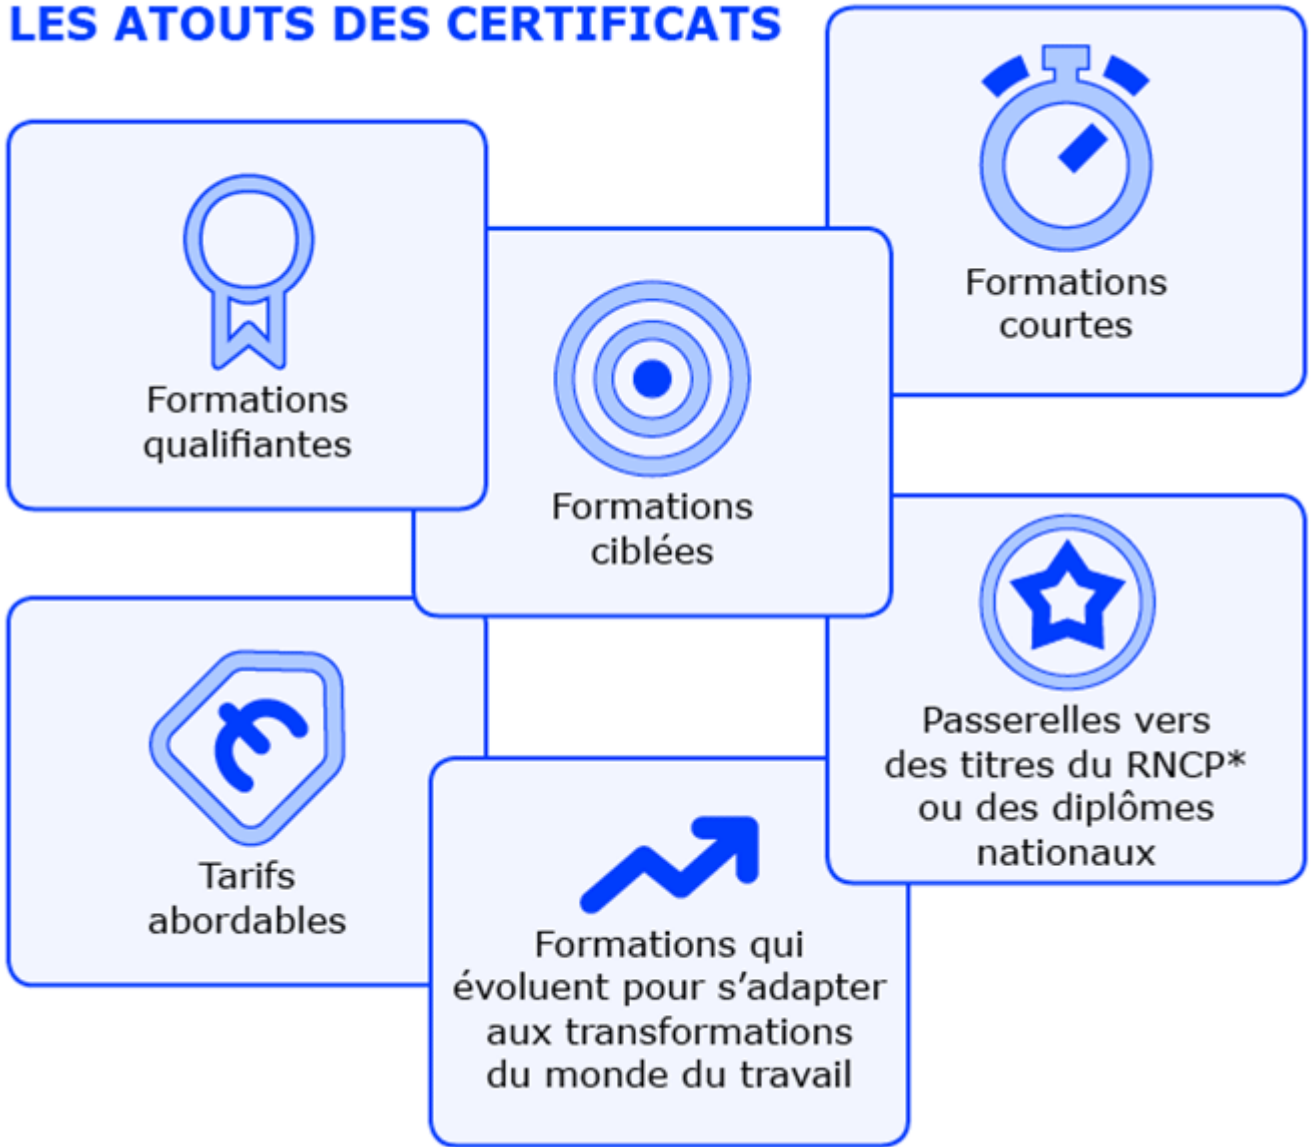 LES ATOUTS DES CERTIFICATS
Formations
qualifiantes
Formations
ciblées
Formations
courtes
Tarifs
abordables
Formations qui
évoluent pour s’adapter
aux transformations
du monde du travail
Passerelles vers
des titres du RNCP*
ou des diplômes
nationaux